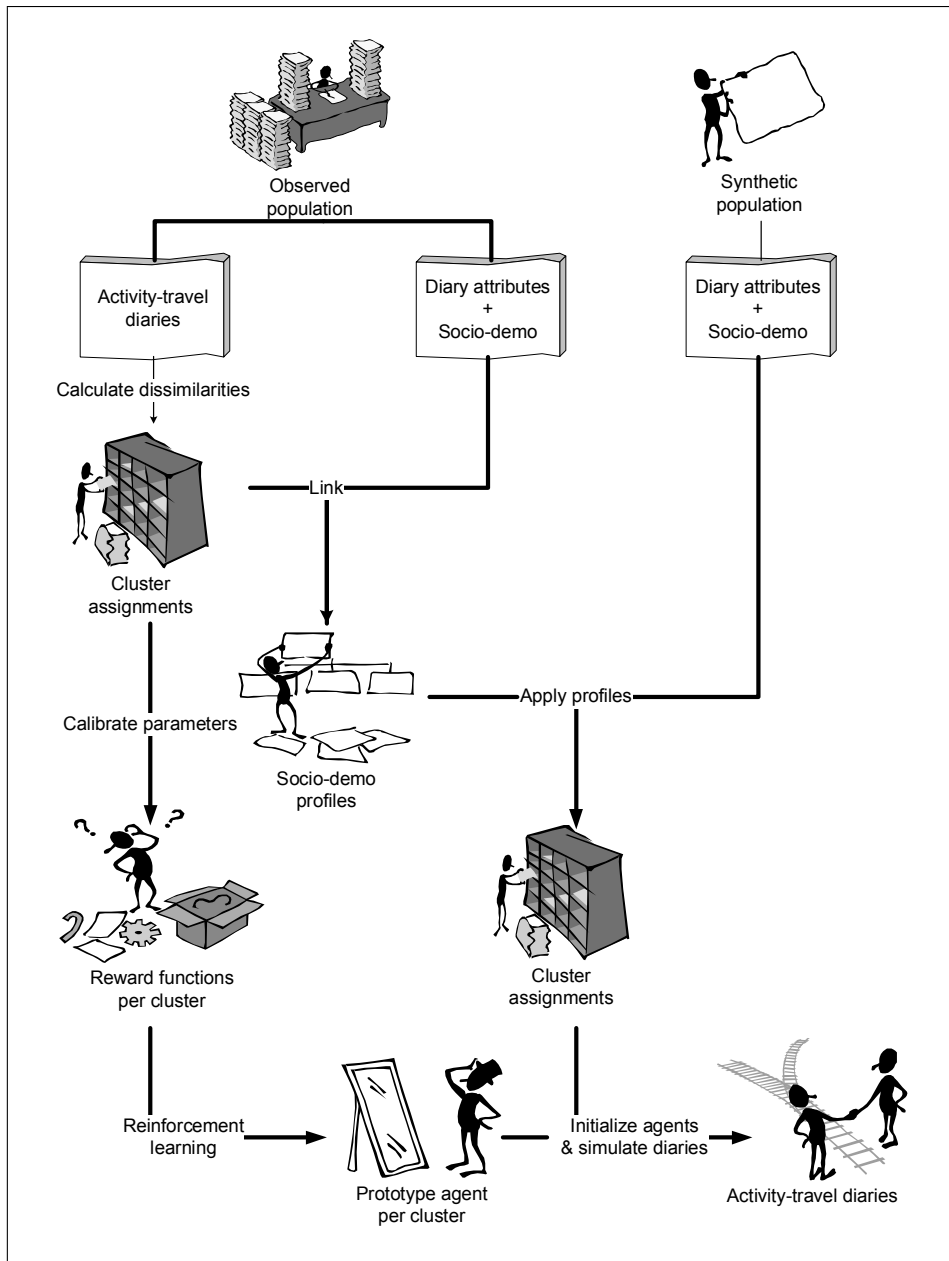 Observed
population
Synthetic
population
Activity-travel
diaries
Diary attributes
+
Socio-demo
Diary attributes
+
Socio-demo
Calculate dissimilarities
Link
Cluster
assignments
Apply profiles
Calibrate parameters
Socio-demo
profiles
Reward functions
per cluster
Cluster
assignments
Reinforcement
learning
Initialize agents
& simulate diaries
Prototype agent
per cluster
Activity-travel diaries